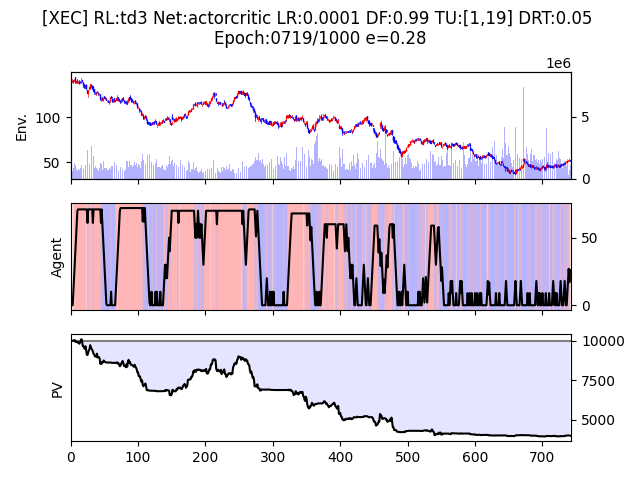 [XEC] RL:td3 Net:actorcritic LR:0.0001 DF:0.99 TU:[1,19] DRT:0.05
Epoch:0719/1000 e=0.28
1e6
Env.
100
50
5
0
Agent
50
0
PV
10000
7500
5000
0 100 200 300 400 500 600 700